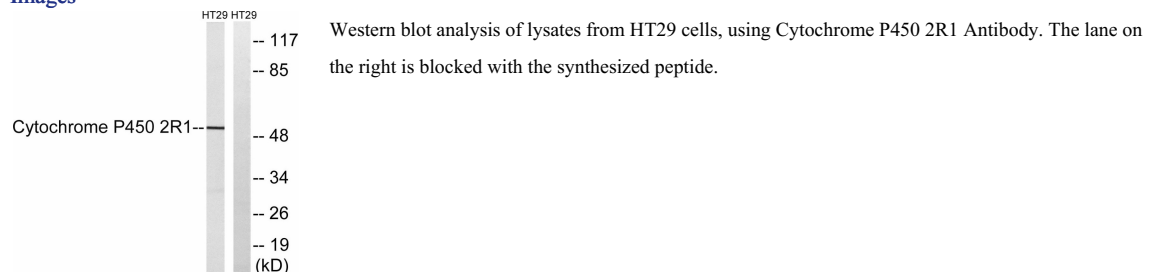 Images
HT29 HT29
-- 117
-- 85
Cytochrome P450 2R1--
-- 48
-- 34
-- 26
-- 19
(kD)
Western blot analysis of lysates from HT29 cells, using Cytochrome P450 2R1 Antibody. The lane on
the right is blocked with the synthesized peptide.